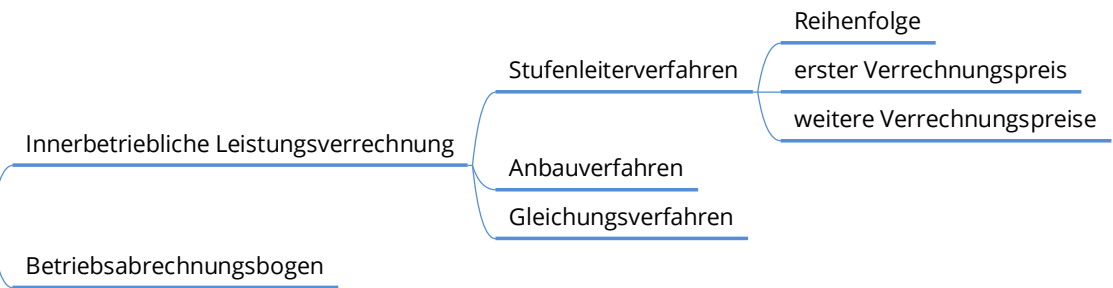 Reihenfolge
Stufenleiterverfahren
erster Verrechnungspreis
weitere Verrechnungspreise
Innerbetriebliche Leistungsverrechnung
Anbauverfahren
Gleichungsverfahren
Betriebsabrechnungsbogen